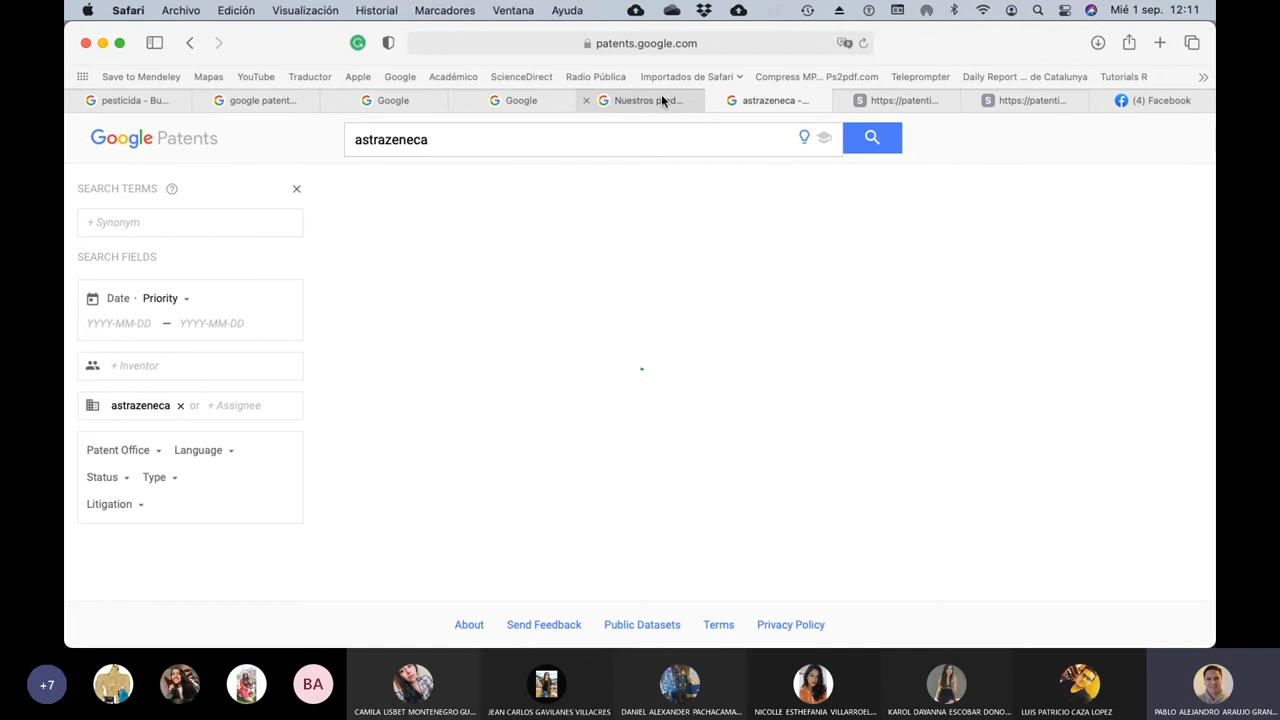 Safari Archivo Edición Visualización Historial Marcadores Ventana Ayuda Mié 1 sep. 12:11
patents.google.com
Save to Mendeley Mapas YouTube Traductor Apple Google Académico ScienceDirect Radio Pública Importados de Safari Compress MP... Ps2pdf.com Teleprompter Daily Report ... de Catalunya Tutorials R
pesticida - Bu... google patent... Google Google Nuestros pred... astrazeneca -... https://patenti... https://patenti... (4) Facebook
Google Patents
astrazeneca
SEARCH TERMS
+ Synonym
SEARCH FIELDS
Date · Priority
YYYY-MM-DD — YYYY-MM-DD
+ Inventor
astrazeneca × or + Assignee
Patent Office Language
Status Type
Litigation
About Send Feedback Public Datasets Terms Privacy Policy
+7 BA
CAMILA LISBET MONTENEGRO GU... JEAN CARLOS GAVILANES VILLACRES DANIEL ALEXANDER PACHACAMA... NICOLLE ESTHEFANIA VILLARROEL... KAROL DAYANNA ESCOBAR DONO... LUIS PATRICIO CAZA LOPEZ PABLO ALEJANDRO ARAUJO GRAN...